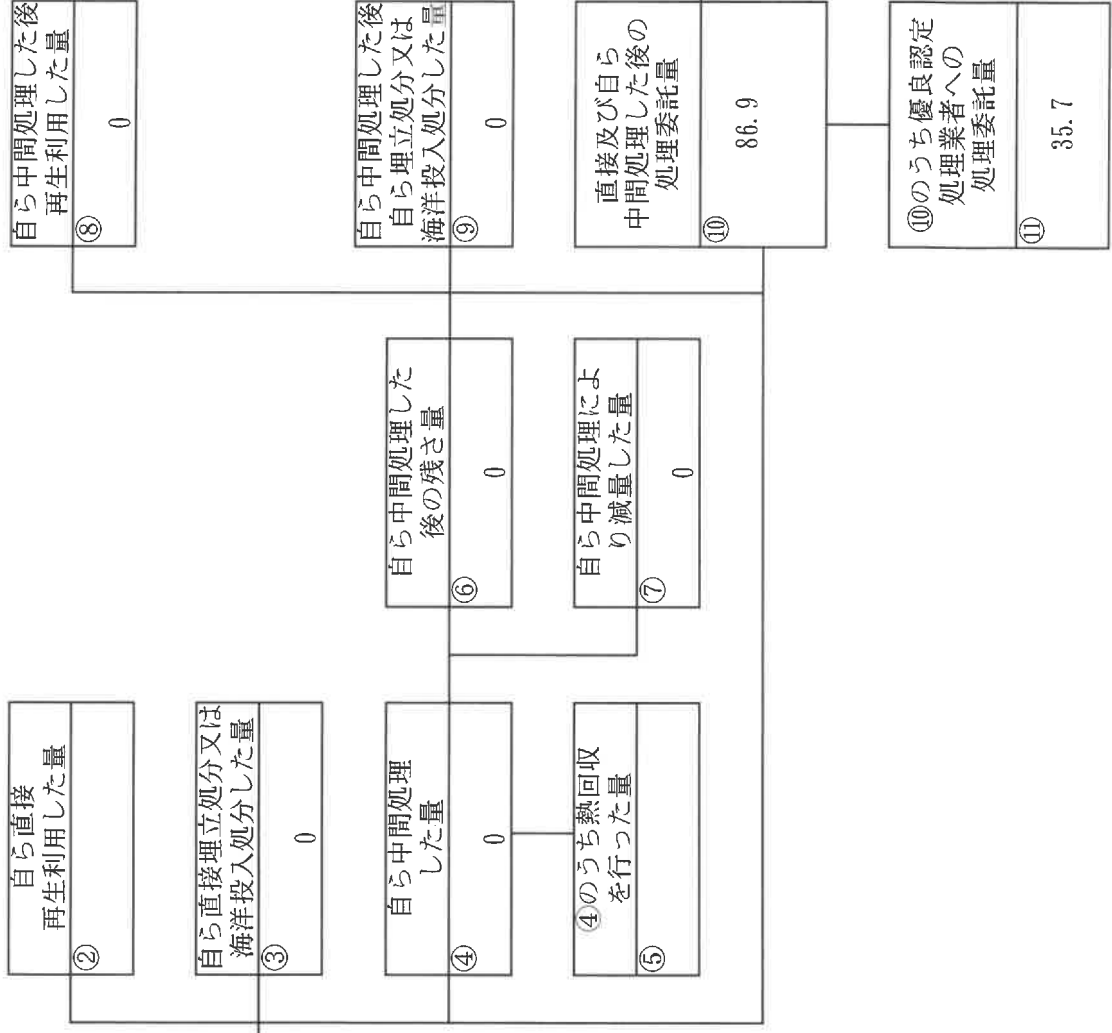 自ら直接
再生利用した量
②
自ら直接埋立処分又は
海洋投入処分した量
③
0
自ら中間処理
した量
④
0
④のうち熱回収
を行った量
⑤
自ら中間処理した
後の残さ量
⑥
0
自ら中間処理によ
り減量した量
⑦
0
自ら中間処理した後
再生利用した量
⑧
0
自ら中間処理した後
自ら埋立処分又は
海洋投入処分した量
⑨
0
直接及び自ら
中間処理した後の
処理委託量
⑩
86.9
⑩のうち優良認定
処理業者への
処理委託量
⑪
35.7